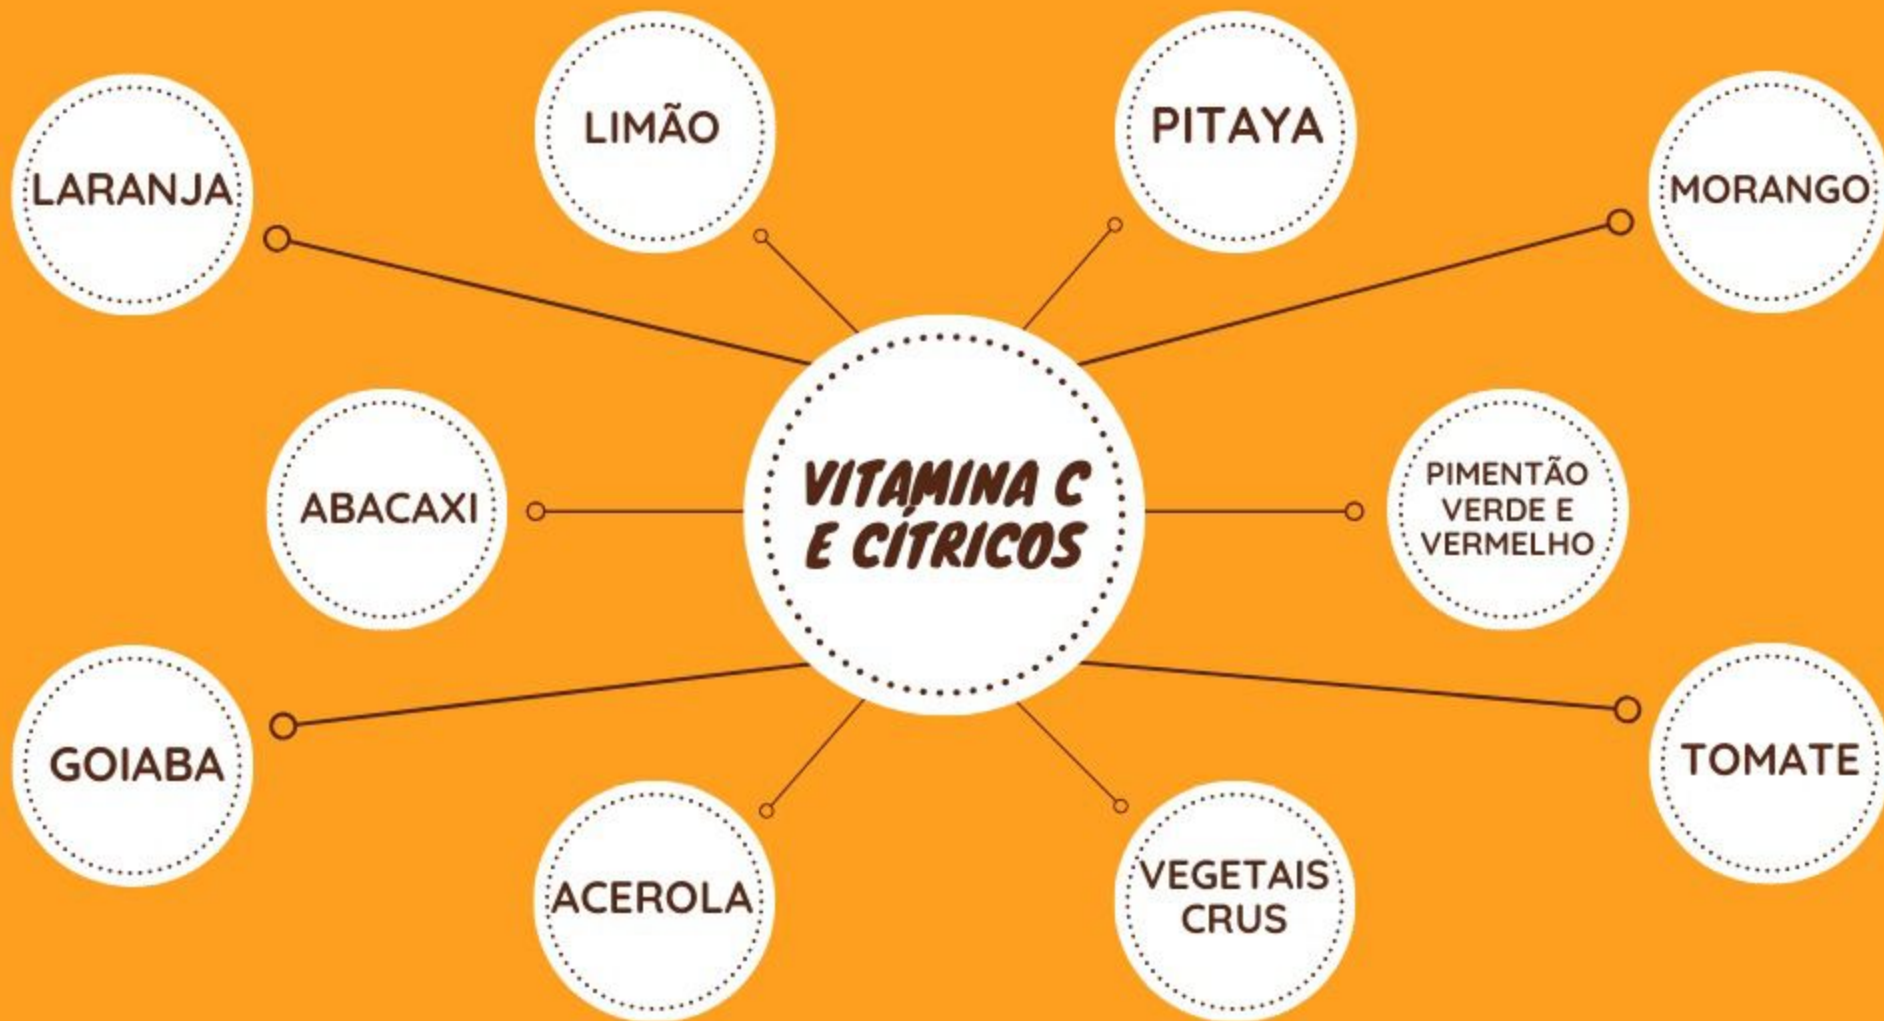 LARANJA
LIMÃO
PITAYA
MORANGO
ABACAXI
VITAMINA C
E CÍTRICOS
PIMENTÃO
VERDE E
VERMELHO
GOIABA
ACEROLA
VEGETAIS
CRUS
TOMATE